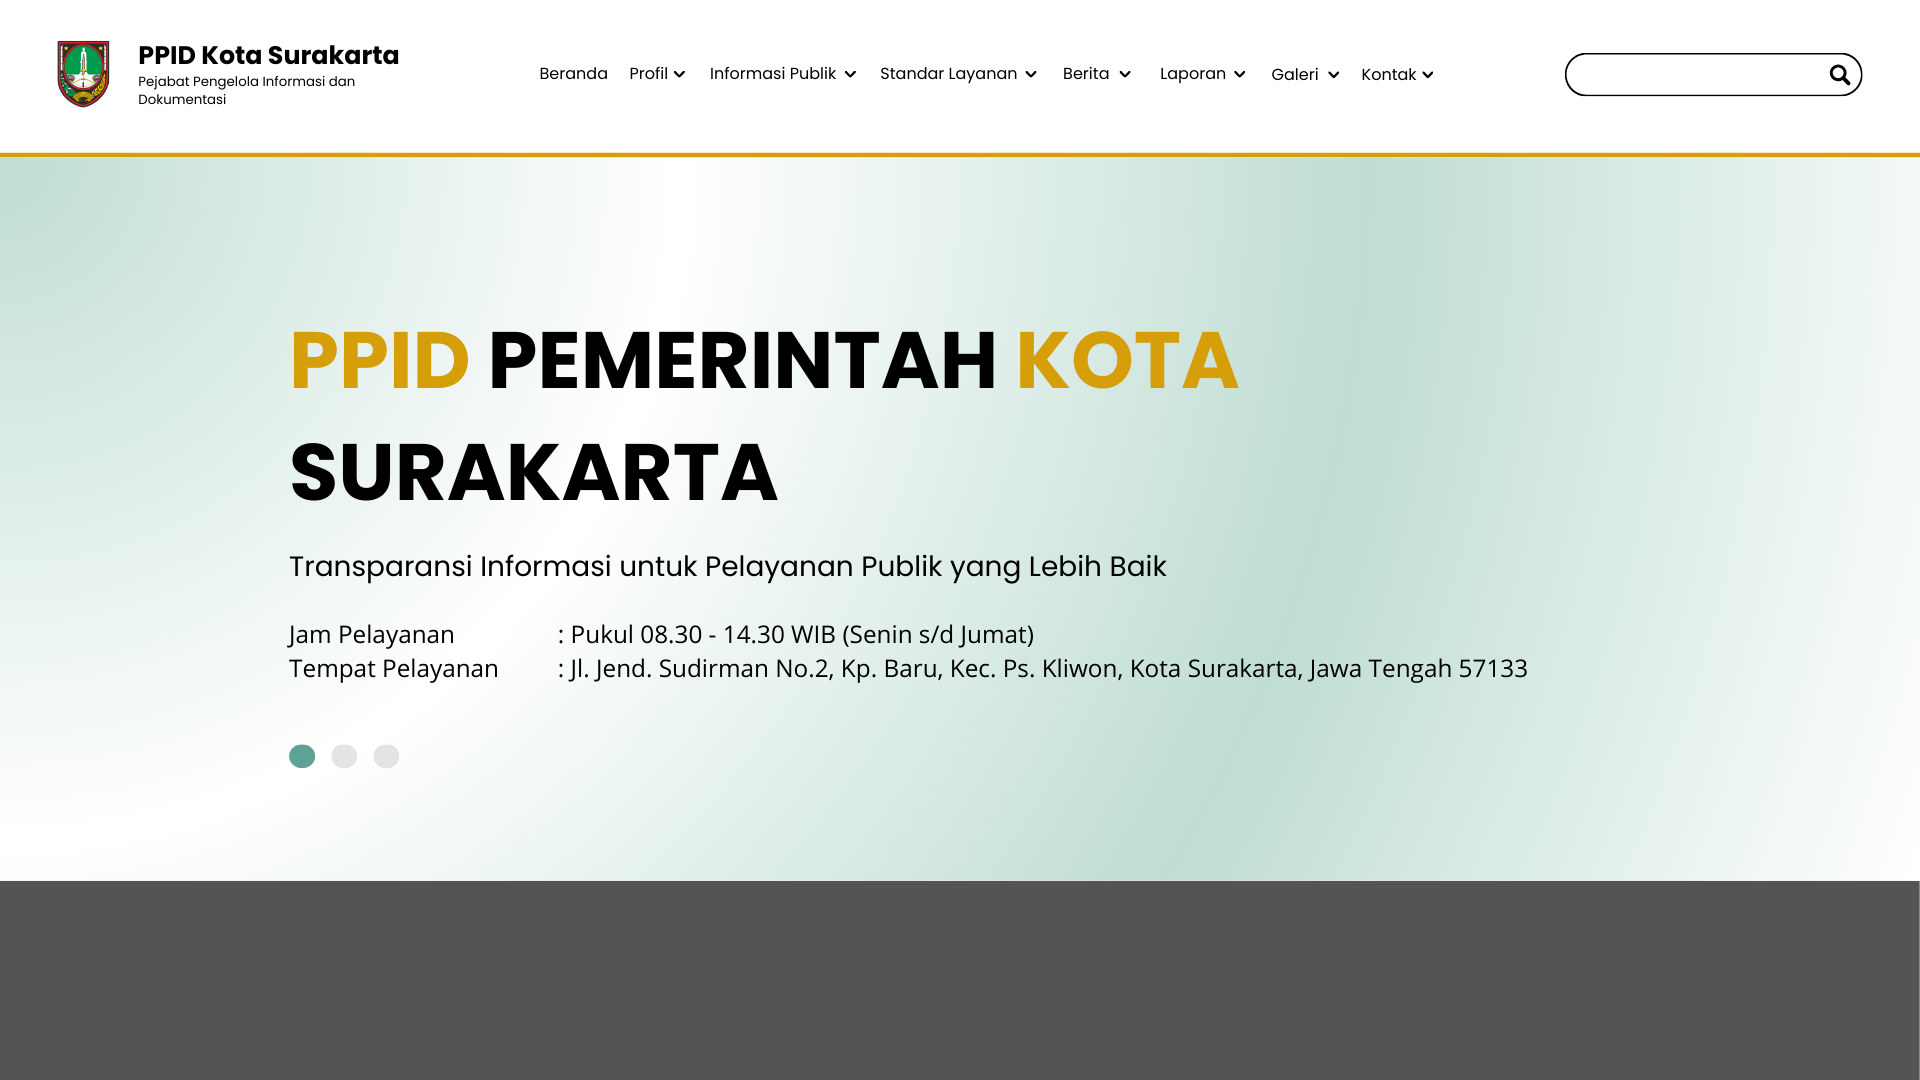 PPID Kota Surakarta
Pejabat Pengelola Informasi dan
Dokumentasi
Beranda Profil Informasi Publik Standar Layanan Berita Laporan Galeri Kontak
PPID PEMERINTAH KOTA
SURAKARTA
Transparansi Informasi untuk Pelayanan Publik yang Lebih Baik
Jam Pelayanan : Pukul 08.30 - 14.30 WIB (Senin s/d Jumat)
Tempat Pelayanan : Jl. Jend. Sudirman No.2, Kp. Baru, Kec. Ps. Kliwon, Kota Surakarta, Jawa Tengah 57133